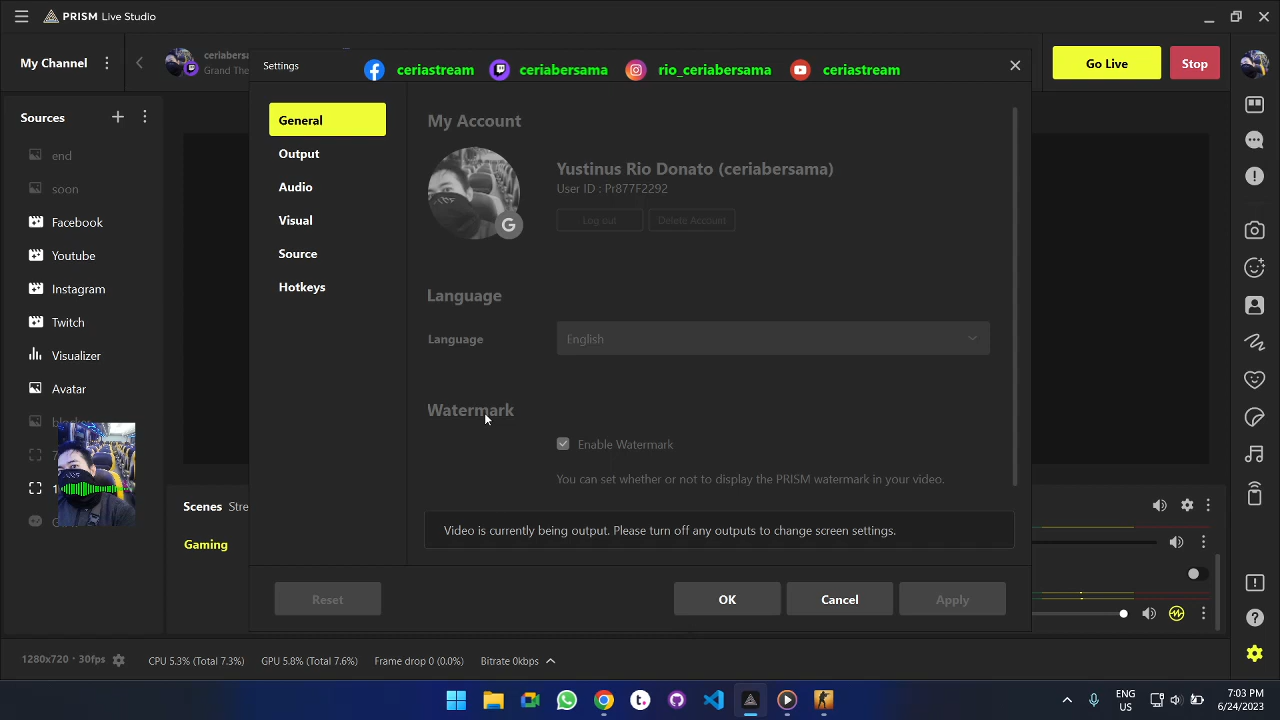 PRISM Live Studio
My Channel
ceriabersa
Grand The
Go Live
Stop
Settings
ceriastream
ceriabersama
rio_ceriabersama
ceriastream
Sources
end
soon
Facebook
Youtube
Instagram
Twitch
Visualizer
Avatar
General
Output
Audio
Visual
Source
Hotkeys
My Account
Yustinus Rio Donato (ceriabersama)
User ID : Pr877F2292
Log out
Delete Account
Language
Language
English
Watermark
Enable Watermark
You can set whether or not to display the PRISM watermark in your video.
Video is currently being output. Please turn off any outputs to change screen settings.
Reset
OK
Cancel
Apply
Scenes
Stre
Gaming
1280x720 • 30fps
CPU 5.3% (Total 7.3%)
GPU 5.8% (Total 7.6%)
Frame drop 0 (0.0%)
Bitrate 0kbps
ENG
US
7:03 PM
6/24/2023